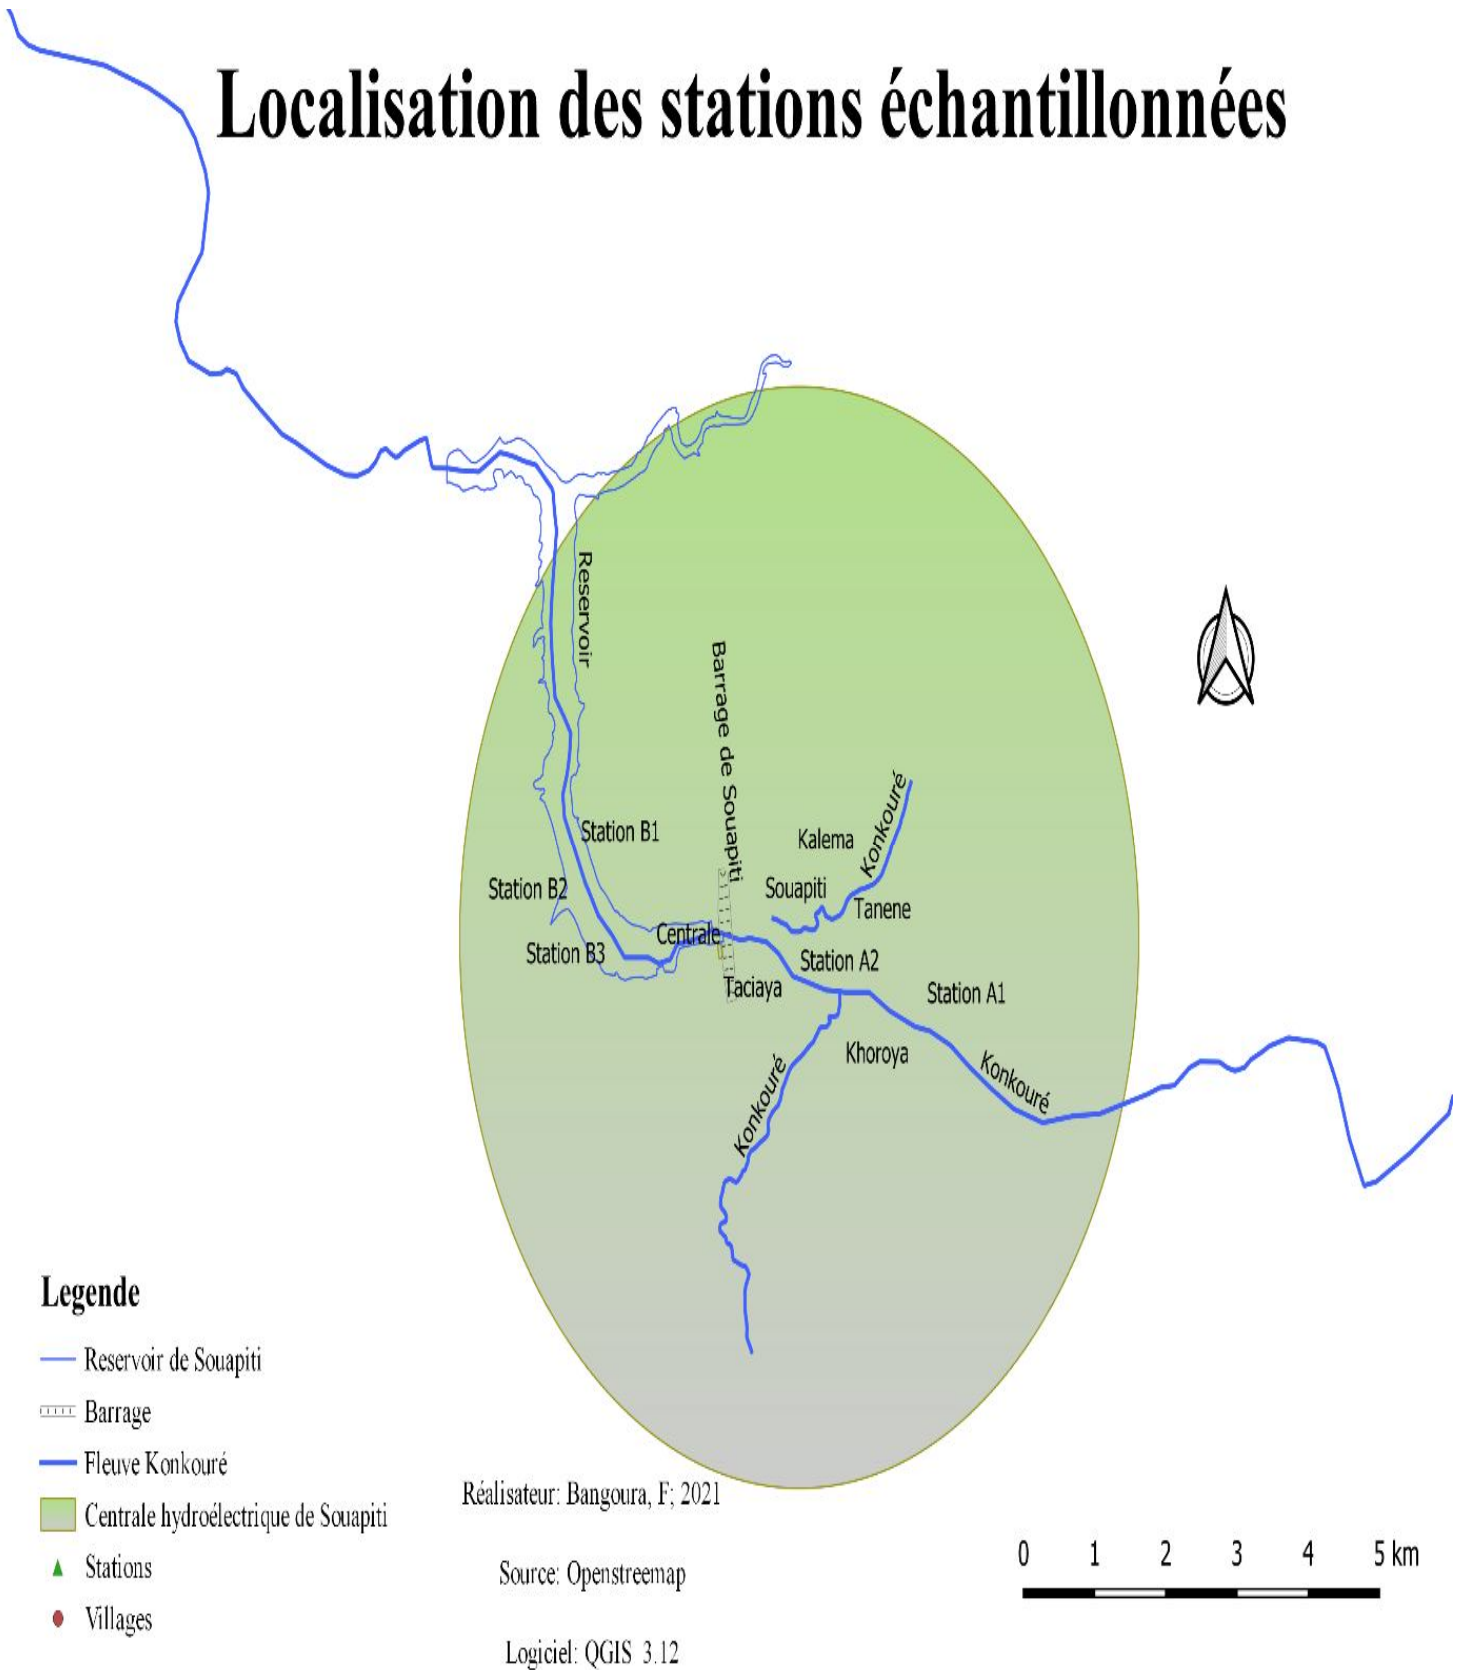 Localisation des stations échantillonnées
Reservoir
Barrage de Souapiti
Station B1
Kalema
Konkouré
Station B2
Souapiti
Tanene
Centrale
Station B3
Station A2
Taciaya
Station A1
Khoroya
Konkouré
Konkouré
Legende
Reservoir de Souapiti
Barrage
Fleuve Konkouré
Centrale hydroélectrique de Souapiti
Stations
Villages
Réalisateur: Bangoura, F; 2021
Source: Openstreemap
Logiciel: QGIS 3.12
0 1 2 3 4 5 km